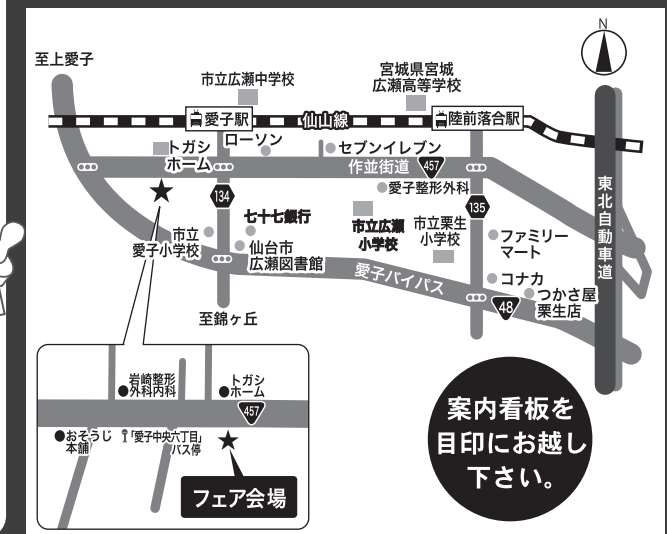 N
至上愛子
市立広瀬中学校
宮城県宮城
広瀬高等学校
愛子駅
仙山線
陸前落合駅
トガシ
ホーム
ローソン
セブンイレブン
作並街道
457
愛子整形外科
134
135
東北自動車道
七十七銀行
市立
愛子小学校
仙台市
広瀬図書館
市立広瀬
小学校
市立栗生
小学校
ファミリー
マート
コナカ
つかさ屋
栗生店
愛子バイパス
48
至錦ヶ丘
岩崎整形
外科内科
トガシ
ホーム
457
おそうじ
本舗
「愛子中央六丁目」
バス停
フェア会場
案内看板を
目印にお越し
下さい。